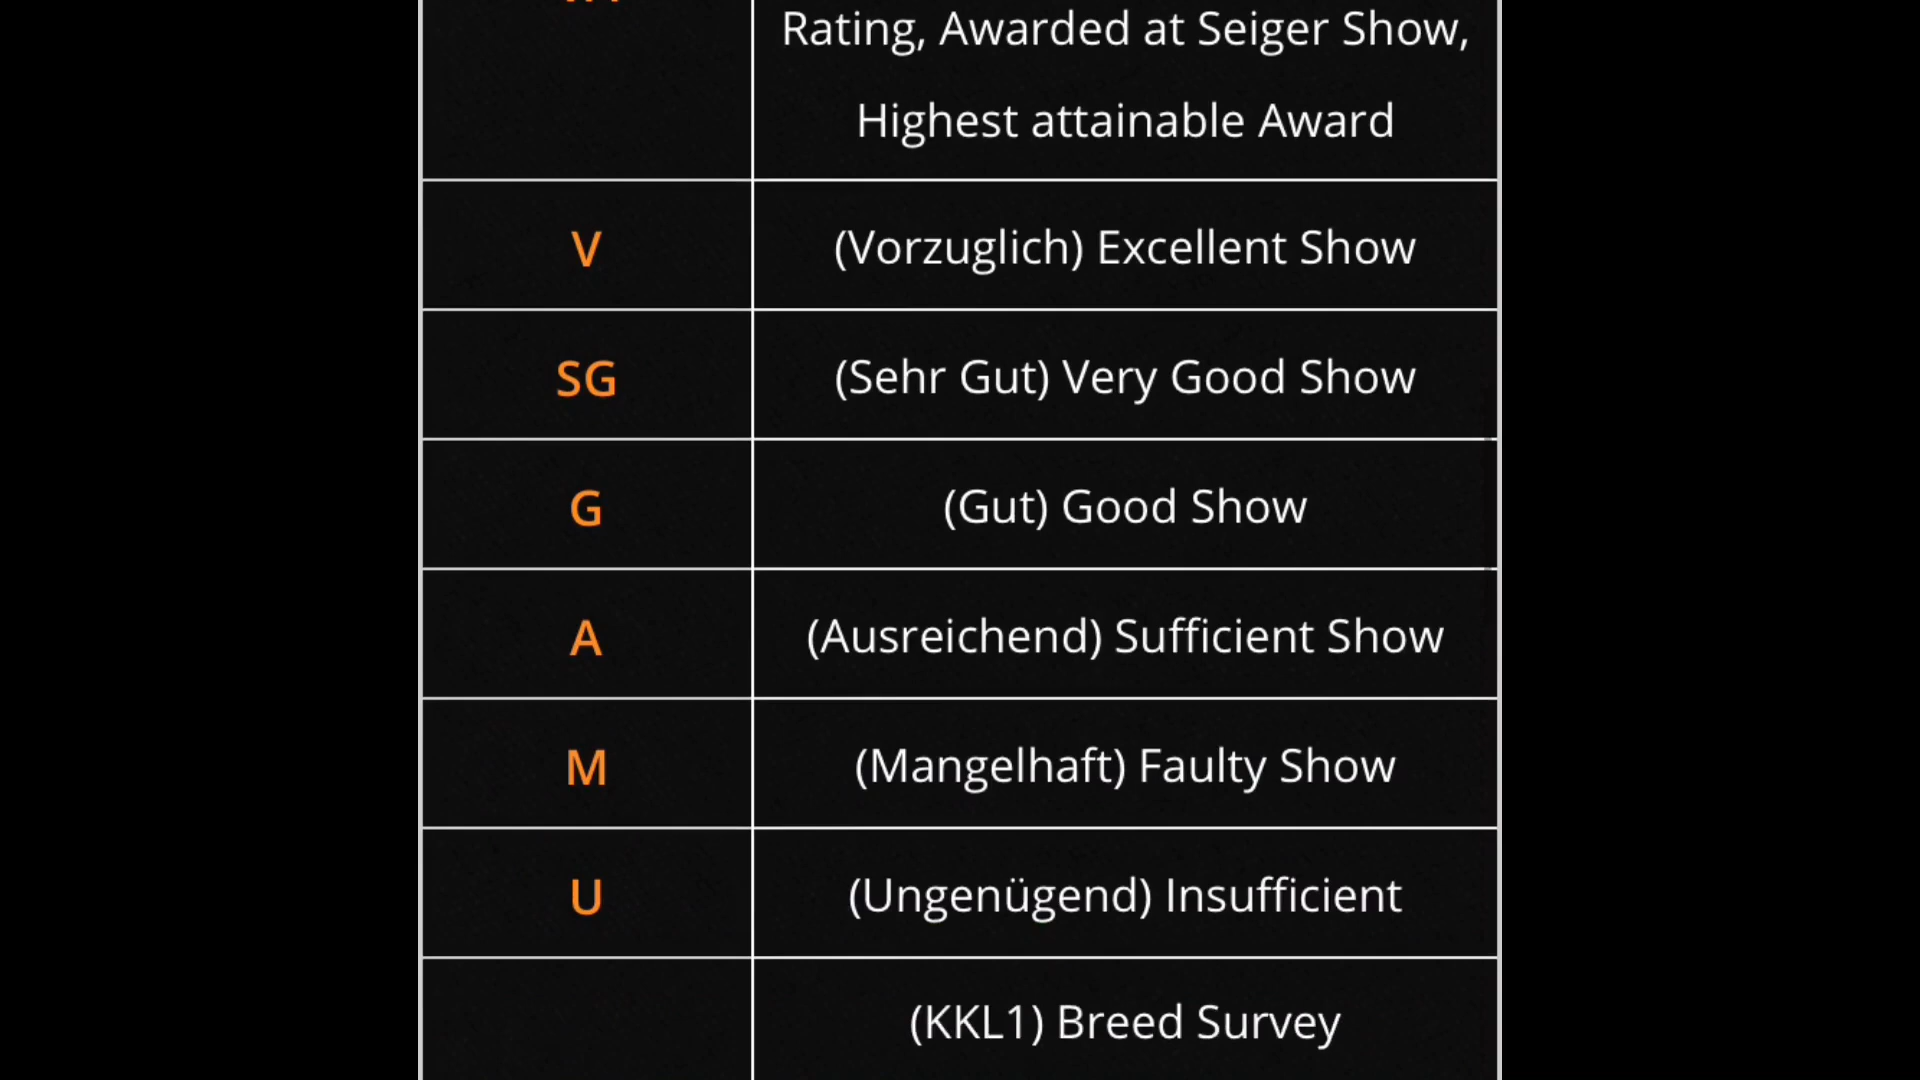 Rating, Awarded at Seiger Show,
Highest attainable Award
V
(Vorzuglich) Excellent Show
SG
(Sehr Gut) Very Good Show
G
(Gut) Good Show
A
(Ausreichend) Sufficient Show
M
(Mangelhaft) Faulty Show
U
(Ungenügend) Insufficient
(KKL1) Breed Survey